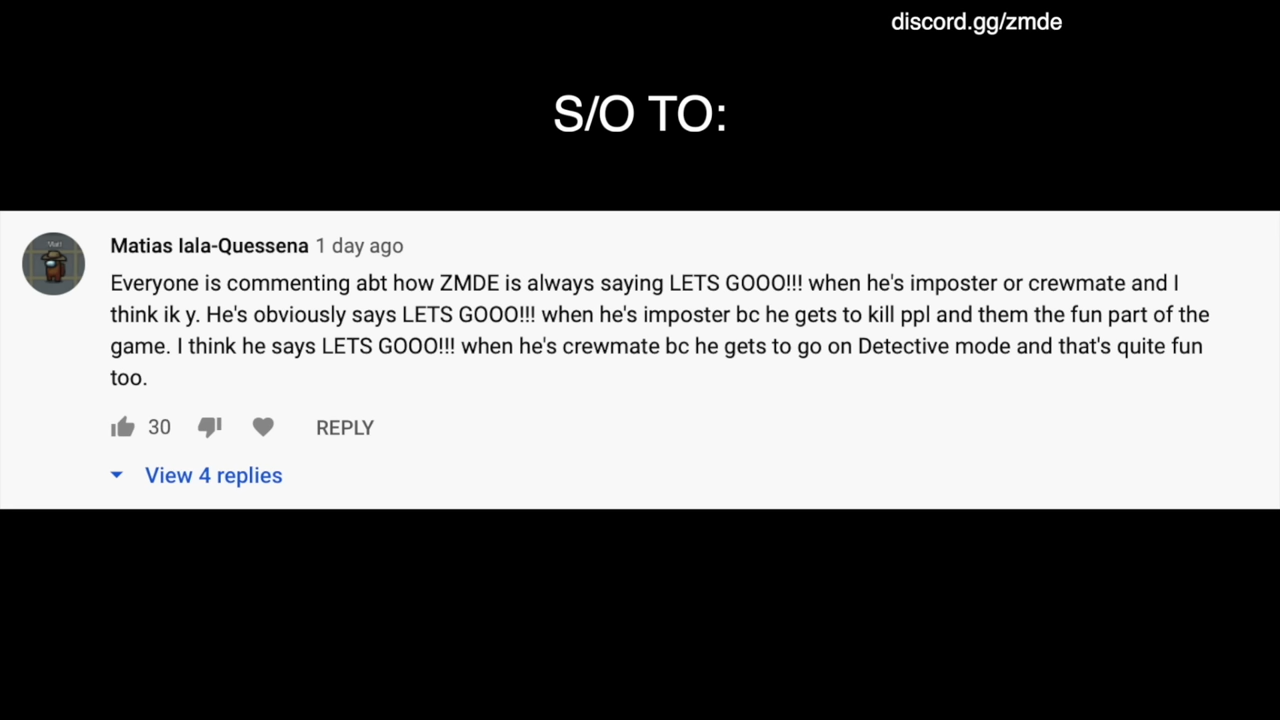 discord.gg/zmde
S/O TO:
Matias Iala-Quessena 1 day ago
Everyone is commenting abt how ZMDE is always saying LETS GOOO!!! when he's imposter or crewmate and I
think ik y. He's obviously says LETS GOOO!!! when he's imposter bc he gets to kill ppl and them the fun part of the
game. I think he says LETS GOOO!!! when he's crewmate bc he gets to go on Detective mode and that's quite fun
too.
30 REPLY
View 4 replies